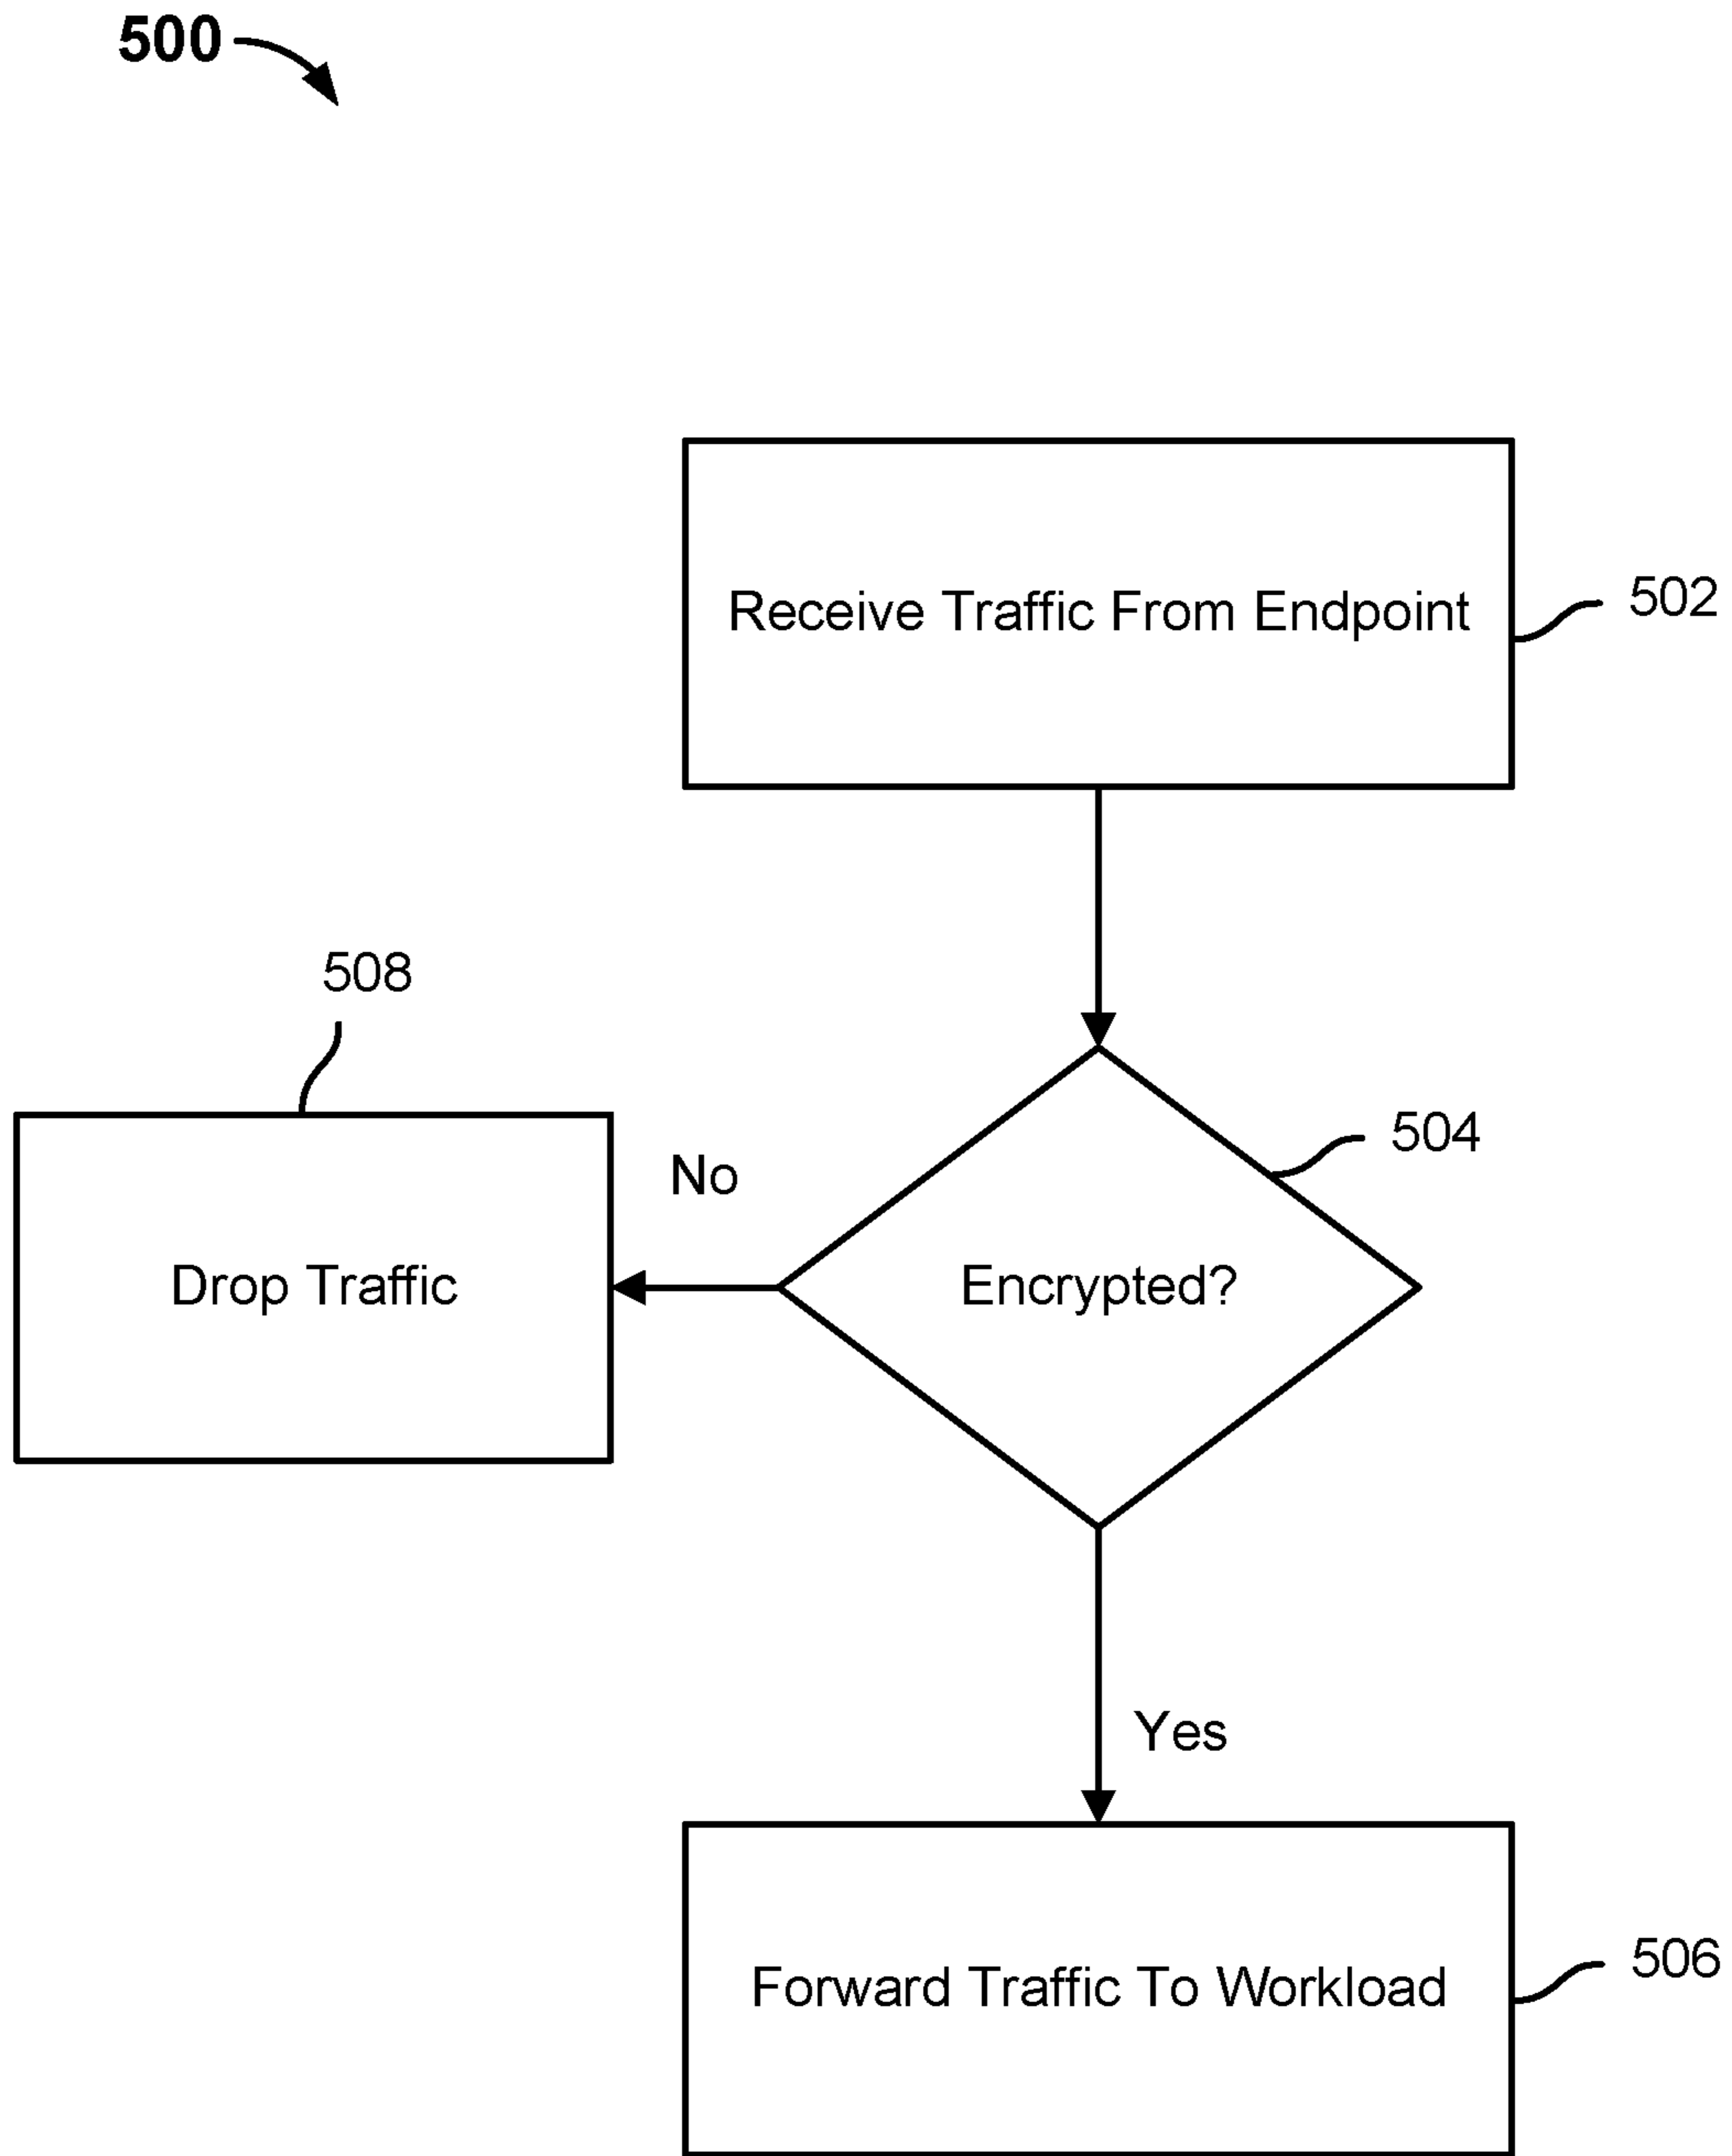 500
Receive Traffic From Endpoint
502
508
504
No
Drop Traffic
Encrypted?
Yes
Forward Traffic To Workload
506